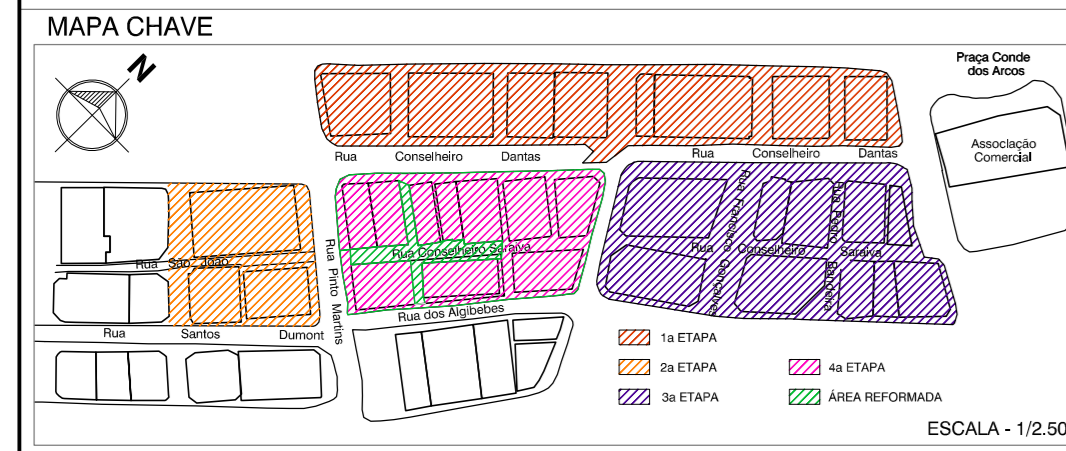 MAPA CHAVE
N
Praça Conde
dos Arcos
Associação
Comercial
Rua Conselheiro Dantas
Rua Conselheiro Dantas
Rua Francisco Gonçalves
Rua Pedro Bandeira
Rua Conselheiro Saraiva
Rua Conselheiro Saraiva
Rua São João
Rua Pinto Martins
Rua dos Algibebes
Rua Santos Dumont
1a ETAPA
2a ETAPA
3a ETAPA
4a ETAPA
ÁREA REFORMADA
ESCALA - 1/2.50